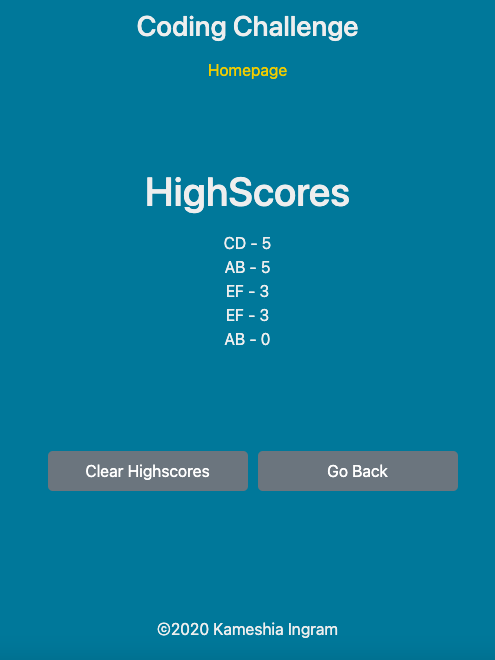 Coding Challenge
Homepage
HighScores
CD - 5
AB - 5
EF - 3
EF - 3
AB - 0
Clear Highscores
Go Back
©2020 Kameshia Ingram